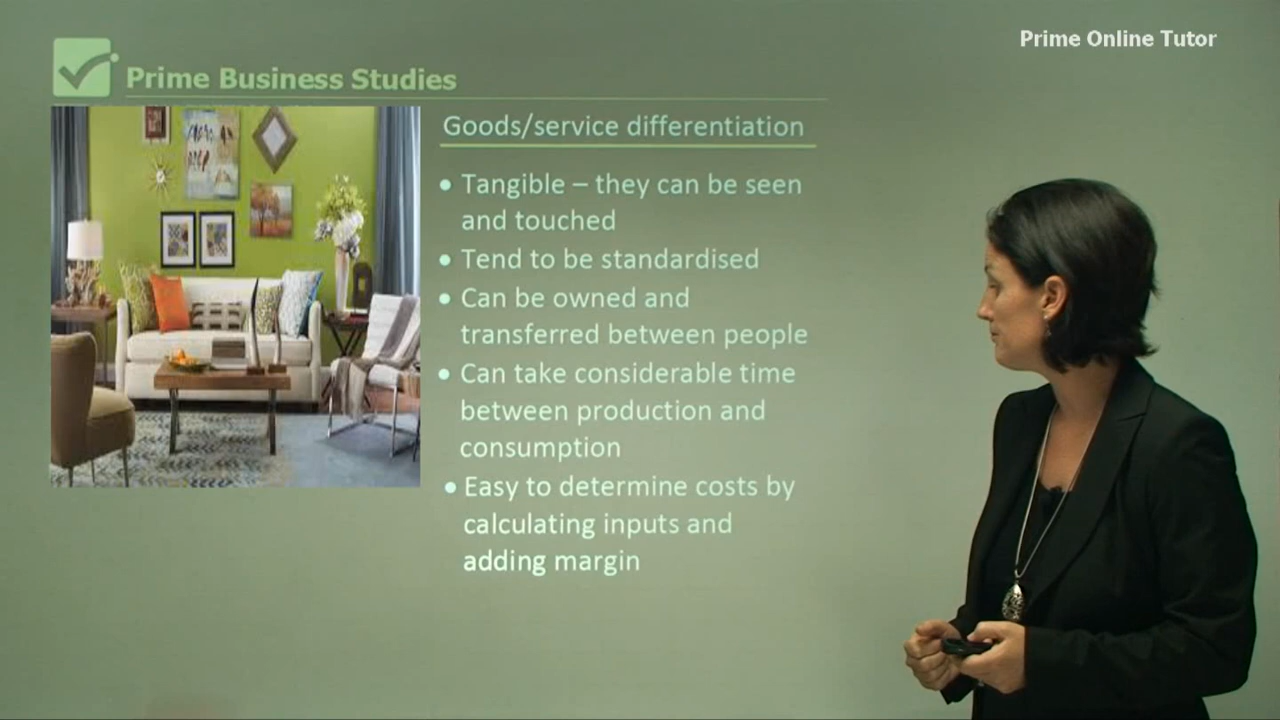 Prime Online Tutor
Prime Business Studies
Goods/service differentiation
• Tangible – they can be seen
and touched
• Tend to be standardised
• Can be owned and
transferred between people
• Can take considerable time
between production and
consumption
• Easy to determine costs by
calculating inputs and
adding margin